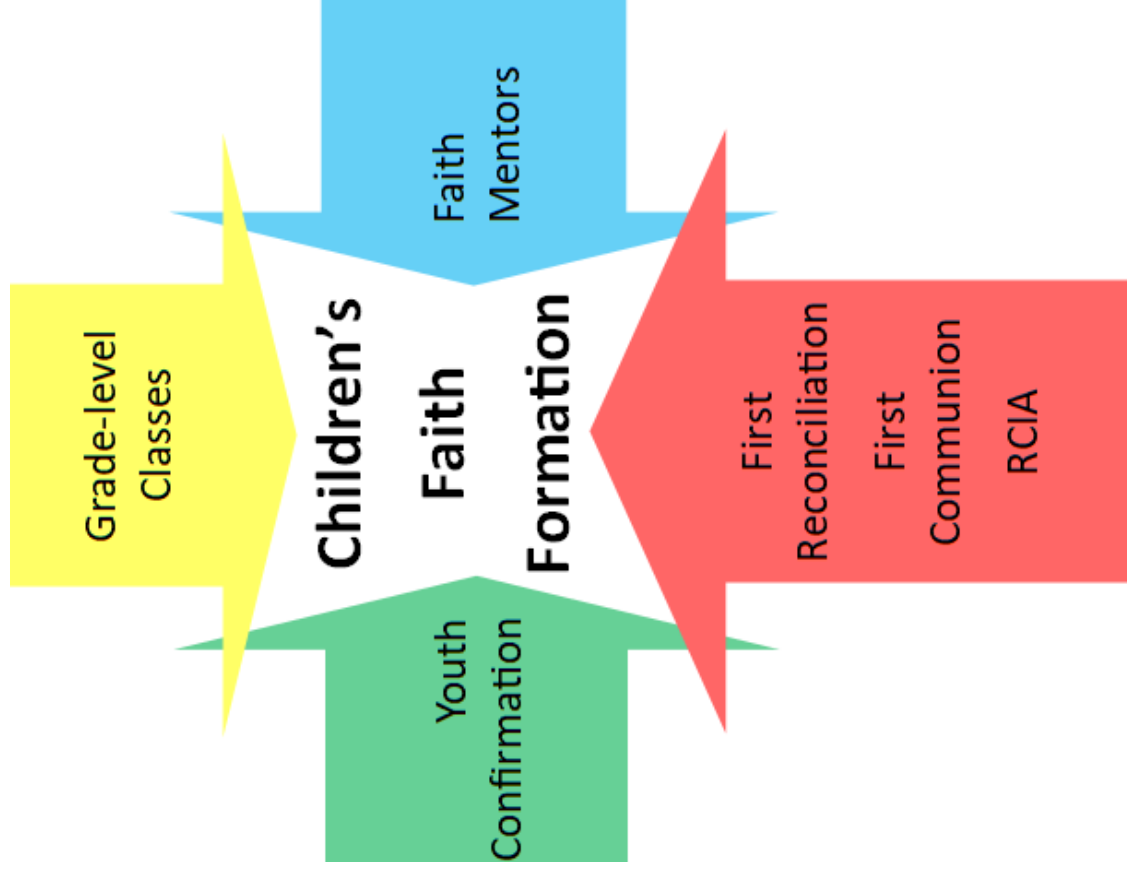 Grade-level
Classes
Youth
Confirmation
Children’s
Faith
Formation
Faith
Mentors
First
Reconciliation
First
Communion
RCIA